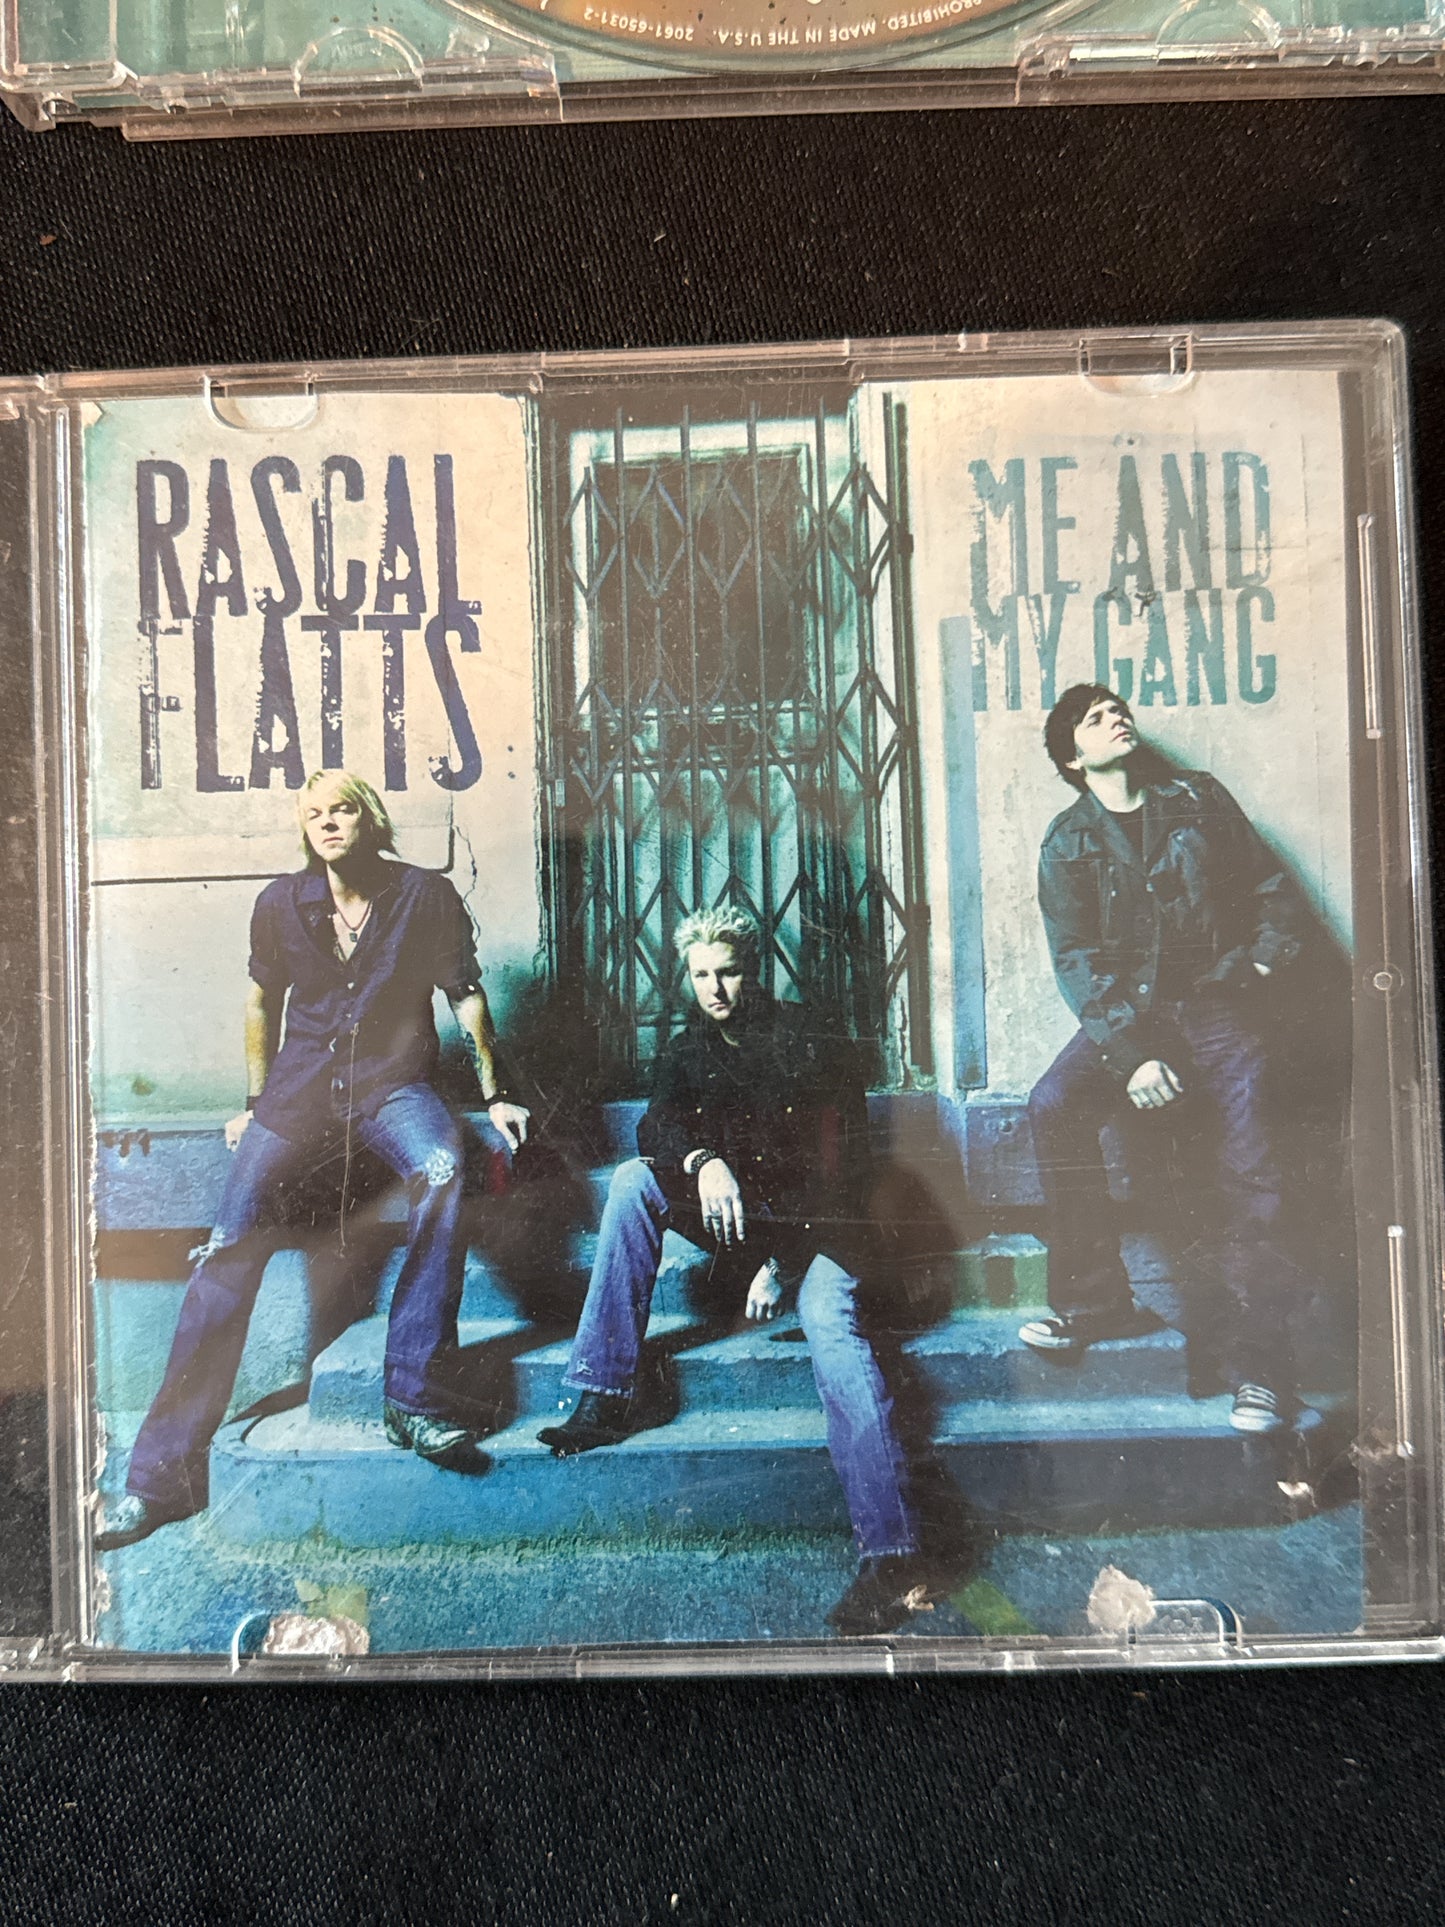 PROHIBITED. MADE IN THE U.S.A. 2061-65031-2
RASCAL
FLATTS
ME AND
MY GANG